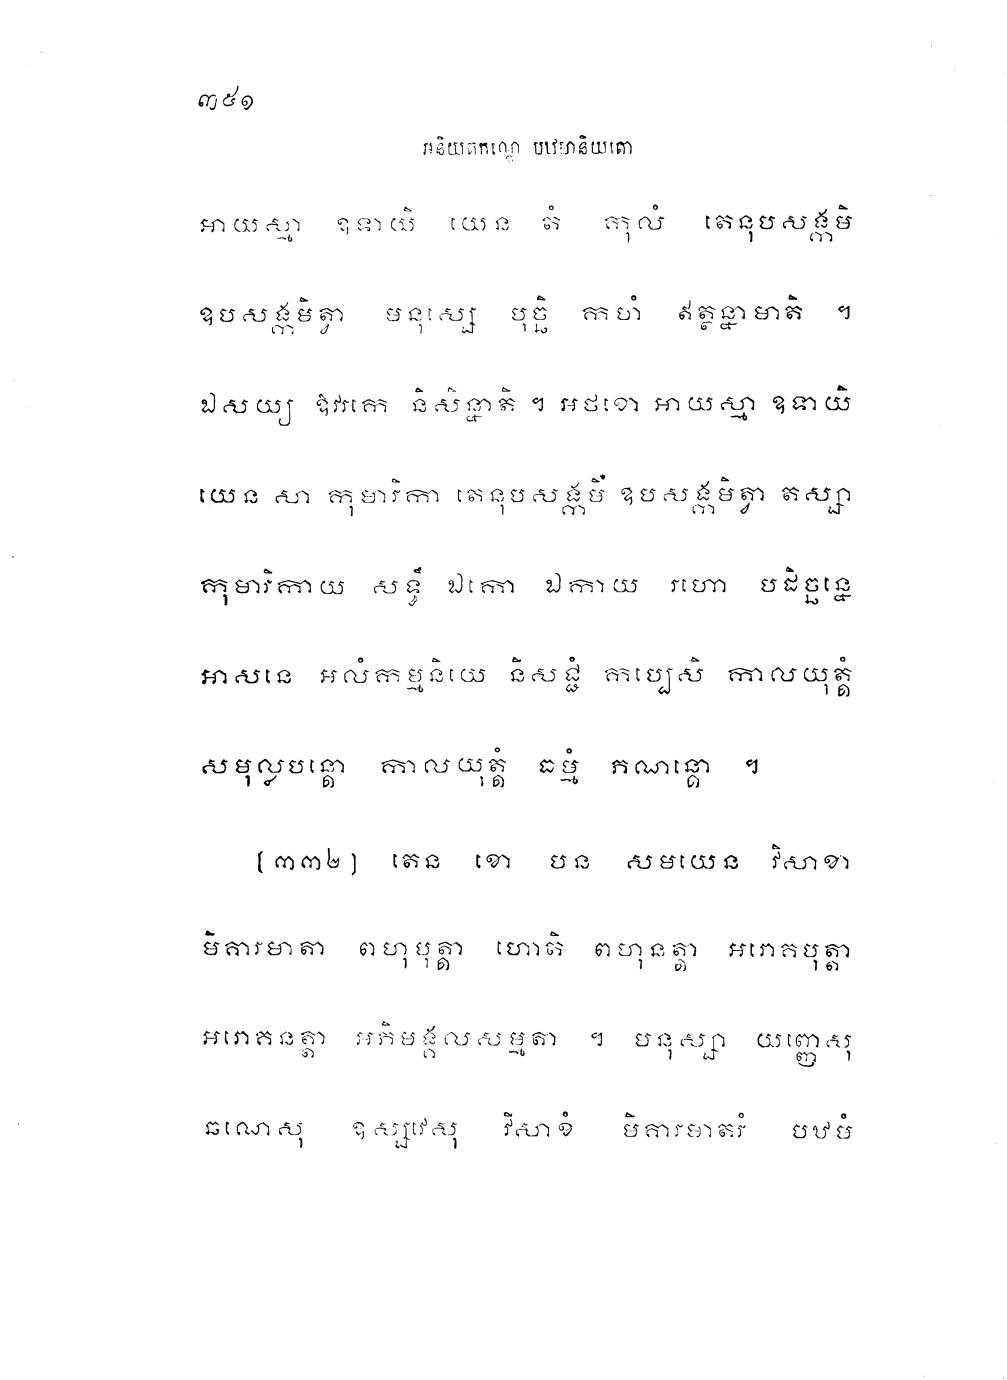 ៣៥១
អនិយតកណ្ឌេ បឋមានិយតោ
អាយស្មា ឧទាយិ យេន តំ កុលំ តេនុបសង្កមិ
ឧបសង្កមិត្វា មនុស្សេ បុច្ឆិ កហំ ឥត្ថន្នាមាតិ ។
ឯសយ្យ ឱវរកេ និសិន្នាតិ ។ អថខោ អាយស្មា ឧទាយិ
យេន សា កុមារិកា តេនុបសង្កមិ ឧបសង្កមិត្វា តស្សា
កុមារិកាយ សទ្ធឹ ឯកោ ឯកាយ រហោ បដិច្ឆន្នេ
អាសនេ អលំកម្មនិយេ និសជ្ជំ កប្បេសិ កាលយុត្តំ
សមុល្លបន្តោ កាលយុត្តំ ធម្មំ ភណន្តោ ។
[៣៣២] តេន ខោ បន សមយេន វិសាខា
មិគារមាតា ពហុបុត្តា ហោតិ ពហុនត្តា អរោគបុត្តា
អរោគនត្តា អភិមង្គលសម្មតា ។ មនុស្សា យញ្ញេសុ
ឆណេសុ ឧស្សវេសុ វិសាខំ មិគារមាតរំ បឋមំ